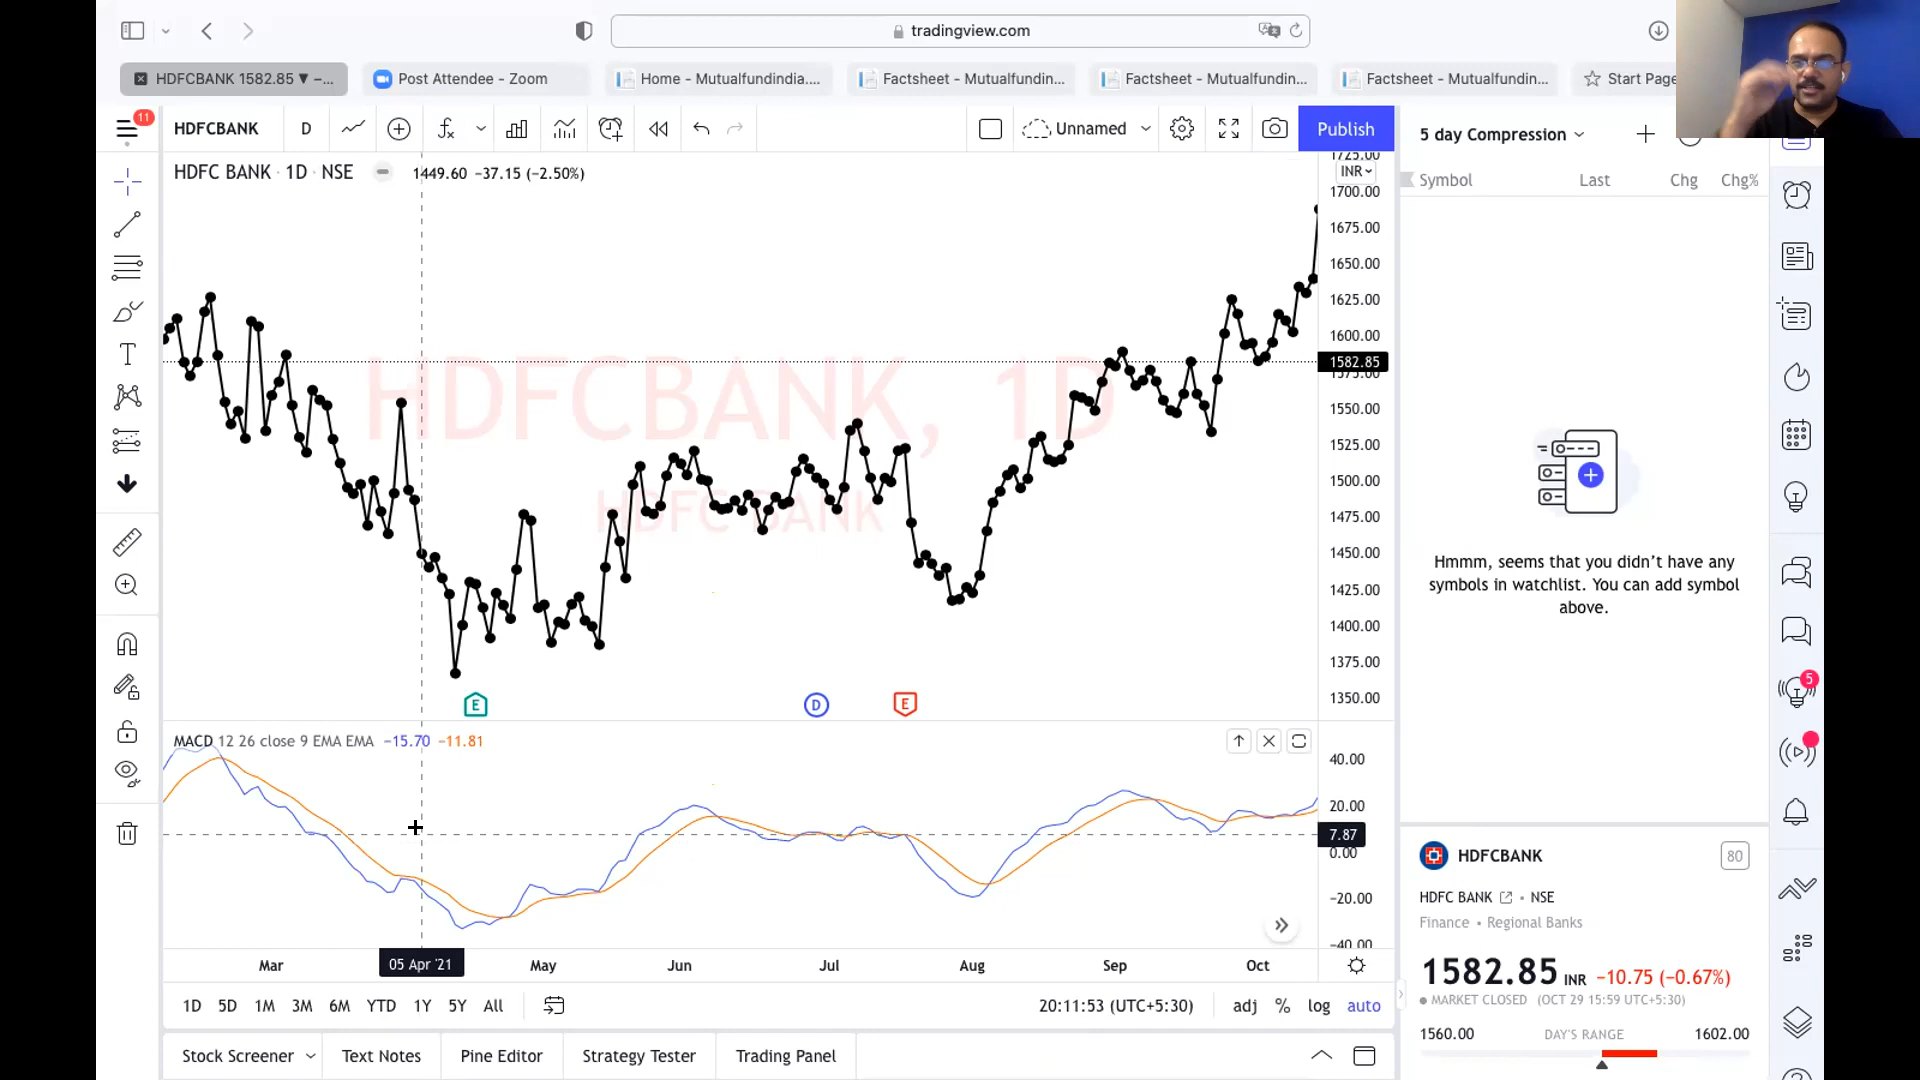 tradingview.com
HDFCBANK 1582.85 ▼ –...
Post Attendee - Zoom
Home - Mutualfundindia....
Factsheet - Mutualfundin...
Factsheet - Mutualfundin...
Factsheet - Mutualfundin...
Start Page
11
HDFCBANK
D
Unnamed
Publish
5 day Compression
HDFC BANK · 1D · NSE
1449.60 −37.15 (−2.50%)
INR
Symbol
Last
Chg
Chg%
1725.00
1700.00
1675.00
1650.00
1625.00
1600.00
1582.85
1575.00
1550.00
1525.00
1500.00
1475.00
1450.00
1425.00
1400.00
1375.00
1350.00
HDFCBANK, 1D
HDFC BANK
Hmmm, seems that you didn't have any
symbols in watchlist. You can add symbol
above.
E
D
E
5
MACD 12 26 close 9 EMA EMA −15.70 −11.81
40.00
20.00
7.87
0.00
−20.00
−40.00
Mar
05 Apr '21
May
Jun
Jul
Aug
Sep
Oct
HDFCBANK
80
HDFC BANK • NSE
Finance • Regional Banks
1582.85 INR −10.75 (−0.67%)
MARKET CLOSED (OCT 29 15:59 UTC+5:30)
1560.00 DAY'S RANGE 1602.00
1D 5D 1M 3M 6M YTD 1Y 5Y All
20:11:53 (UTC+5:30)
adj % log auto
Stock Screener
Text Notes
Pine Editor
Strategy Tester
Trading Panel